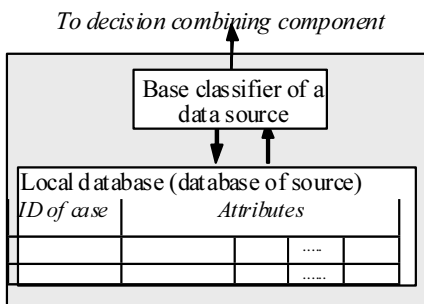 To decision combining component
Base classifier of a
data source
Local database (database of source)
ID of case Attributes
.....
......